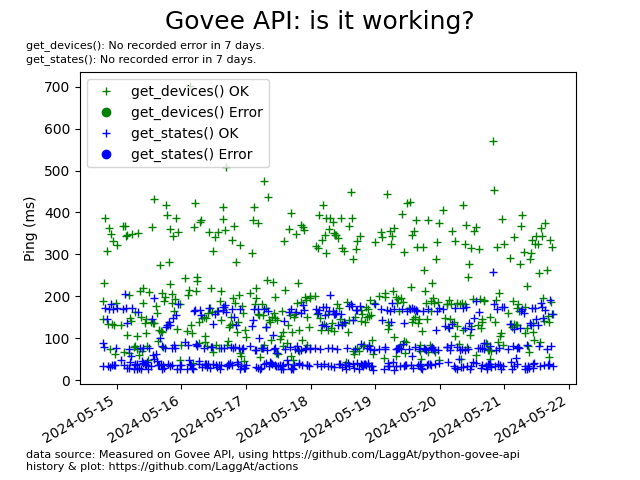 Govee API: is it working?
get_devices(): No recorded error in 7 days.
get_states(): No recorded error in 7 days.
700
600
500
400
300
200
100
0
Ping (ms)
get_devices() OK
get_devices() Error
get_states() OK
get_states() Error
2024-05-15
2024-05-16
2024-05-17
2024-05-18
2024-05-19
2024-05-20
2024-05-21
2024-05-22
data source: Measured on Govee API, using https://github.com/LaggAt/python-govee-api
history & plot: https://github.com/LaggAt/actions